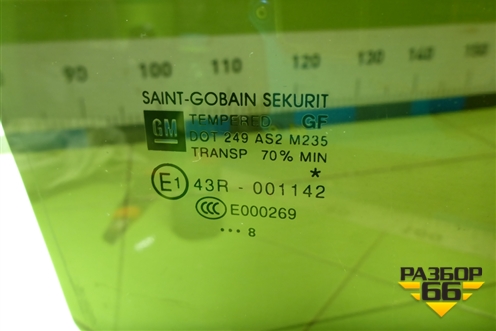 90 100 110 120 130 140 150
SAINT-GOBAIN SEKURIT
GM
TEMPERED GF
DOT 249 AS2 M235
TRANSP 70% MIN
*
E1 43R - 001142
CCC E000269
••• 8
РАЗБОР
66